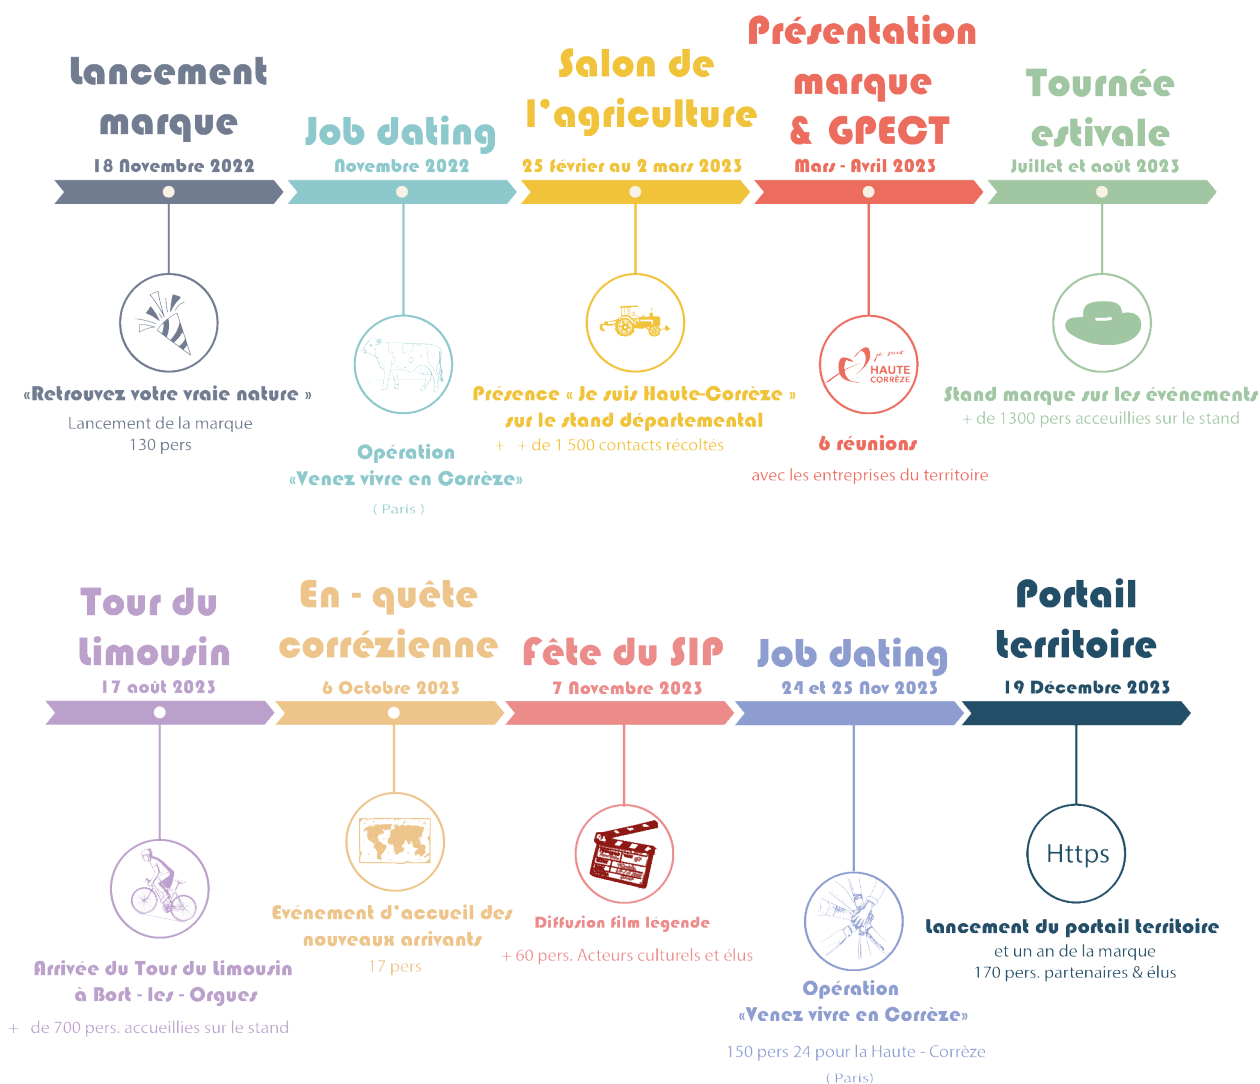 Lancement
marque
18 Novembre 2022
«Retrouvez votre vraie nature »
Lancement de la marque
130 pers
Job dating
Novembre 2022
Opération
«Venez vivre en Corrèze»
( Paris )
Salon de
l'agriculture
25 février au 2 mars 2023
Présence « Je suis Haute-Corrèze »
sur le stand départemental
+ + de 1 500 contacts récoltés
Présentation
marque
& GPECT
Mars - Avril 2023
je suis
HAUTE
CORRÈZE
6 réunions
avec les entreprises du territoire
Tournée
estivale
Juillet et août 2023
Stand marque sur les événements
+ de 1300 pers acceuillies sur le stand
Tour du
Limousin
17 août 2023
Arrivée du Tour du Limousin
à Bort - les - Orgues
+ de 700 pers. accueillies sur le stand
En - quête
corrézienne
6 Octobre 2023
Evénement d'accueil des
nouveaux arrivants
17 pers
Fête du SIP
7 Novembre 2023
Diffusion film légende
+ 60 pers. Acteurs culturels et élus
Job dating
24 et 25 Nov 2023
Opération
«Venez vivre en Corrèze»
150 pers 24 pour la Haute - Corrèze
( Paris)
Portail
territoire
19 Décembre 2023
Https
Lancement du portail territoire
et un an de la marque
170 pers. partenaires & élus